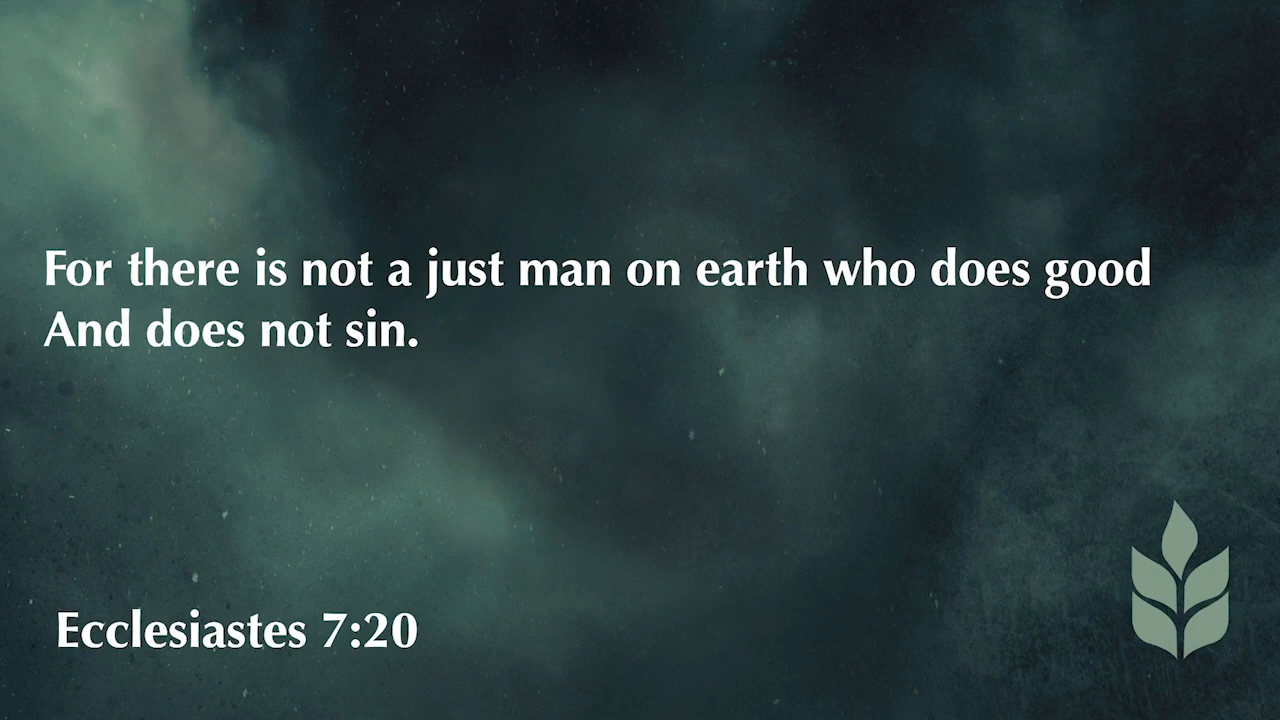 For there is not a just man on earth who does good
And does not sin.
Ecclesiastes 7:20